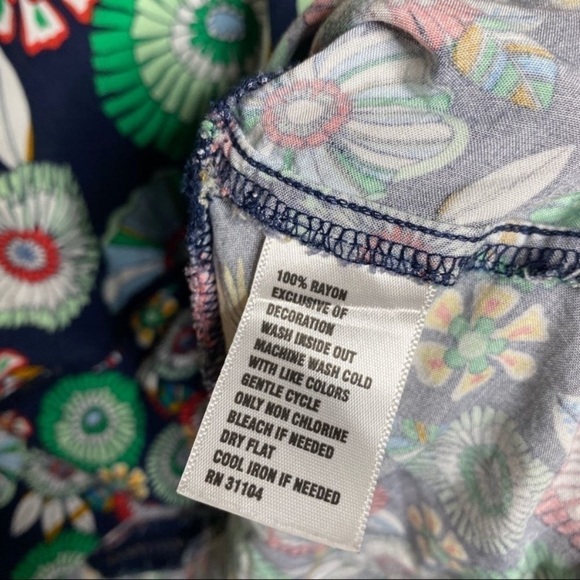 100% RAYON
EXCLUSIVE OF
DECORATION
WASH INSIDE OUT
MACHINE WASH COLD
WITH LIKE COLORS
GENTLE CYCLE
ONLY NON CHLORINE
BLEACH IF NEEDED
DRY FLAT
COOL IRON IF NEEDED
RN 31104